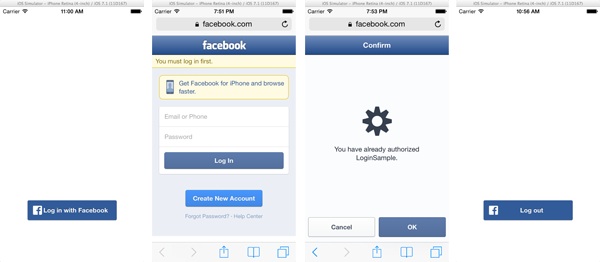 iOS Simulator – iPhone Retina (4-inch) / iOS 7.1 (11D167)
Carrier 11:00 AM
Log in with Facebook
iOS Simulator – iPhone Retina (4-inch) / iOS 7.1 (11D167)
Carrier 7:51 PM
facebook.com
facebook
You must log in first.
Get Facebook for iPhone and browse
faster.
Email or Phone
Password
Log In
Create New Account
Forgot Password? · Help Center
iOS Simulator – iPhone Retina (4-inch) / iOS 7.1 (11D167)
Carrier 7:53 PM
facebook.com
Confirm
You have already authorized
LoginSample.
Cancel
OK
iOS Simulator – iPhone Retina (4-inch) / iOS 7.1 (11D167)
Carrier 10:56 AM
Log out